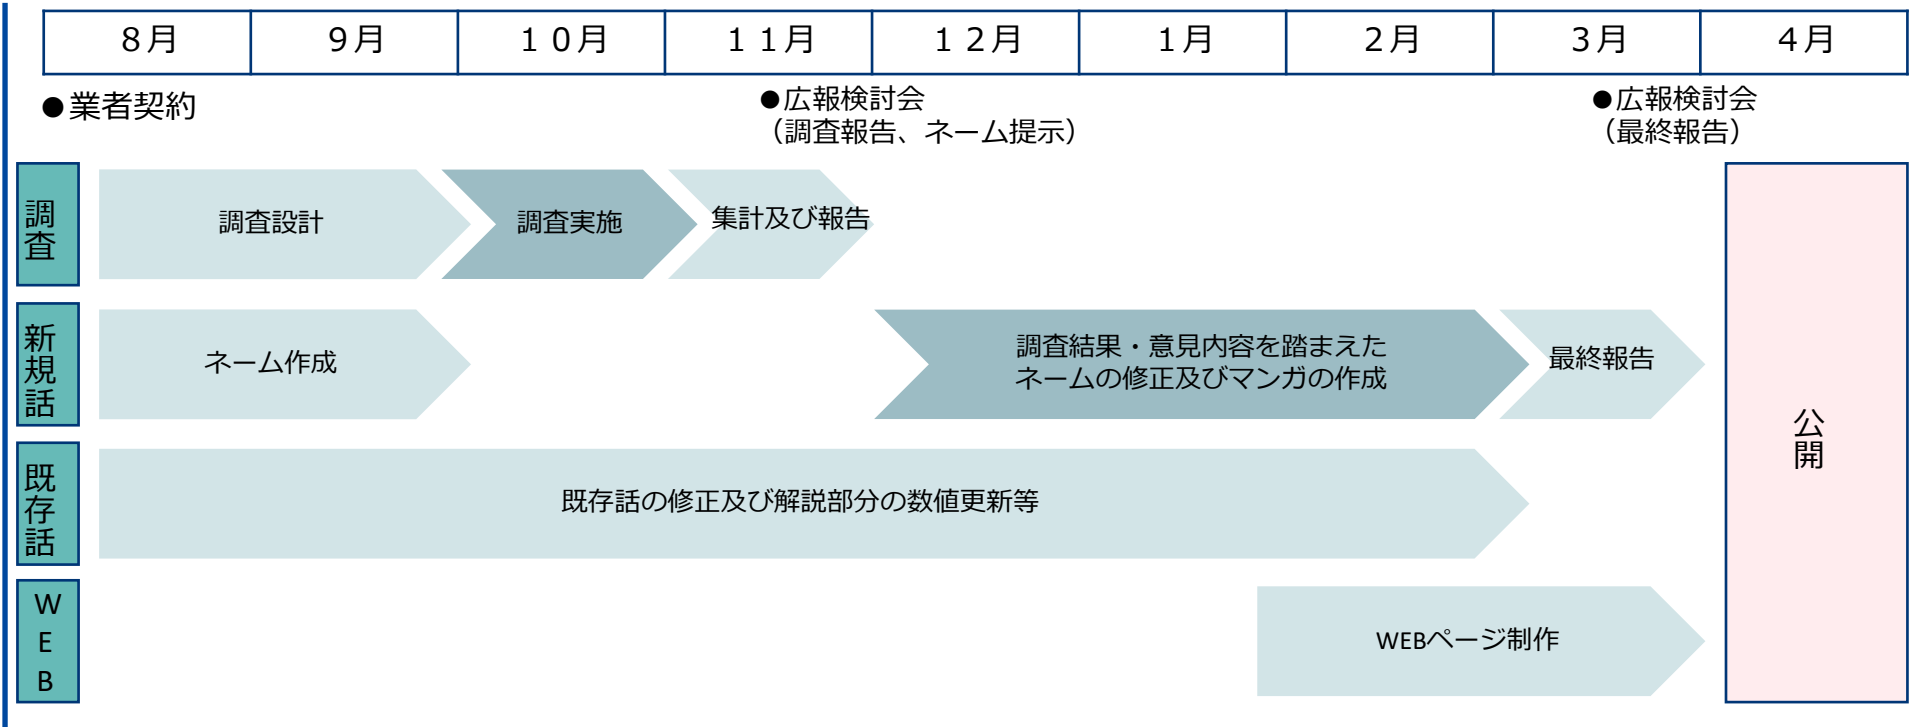 ８月
９月
１０月
１１月
１２月
１月
２月
３月
４月
●業者契約
●広報検討会
（調査報告、ネーム提示）
●広報検討会
（最終報告）
調査
調査設計
調査実施
集計及び報告
新規話
ネーム作成
調査結果・意見内容を踏まえた
ネームの修正及びマンガの作成
最終報告
既存話
既存話の修正及び解説部分の数値更新等
WEB
WEBページ制作
公開